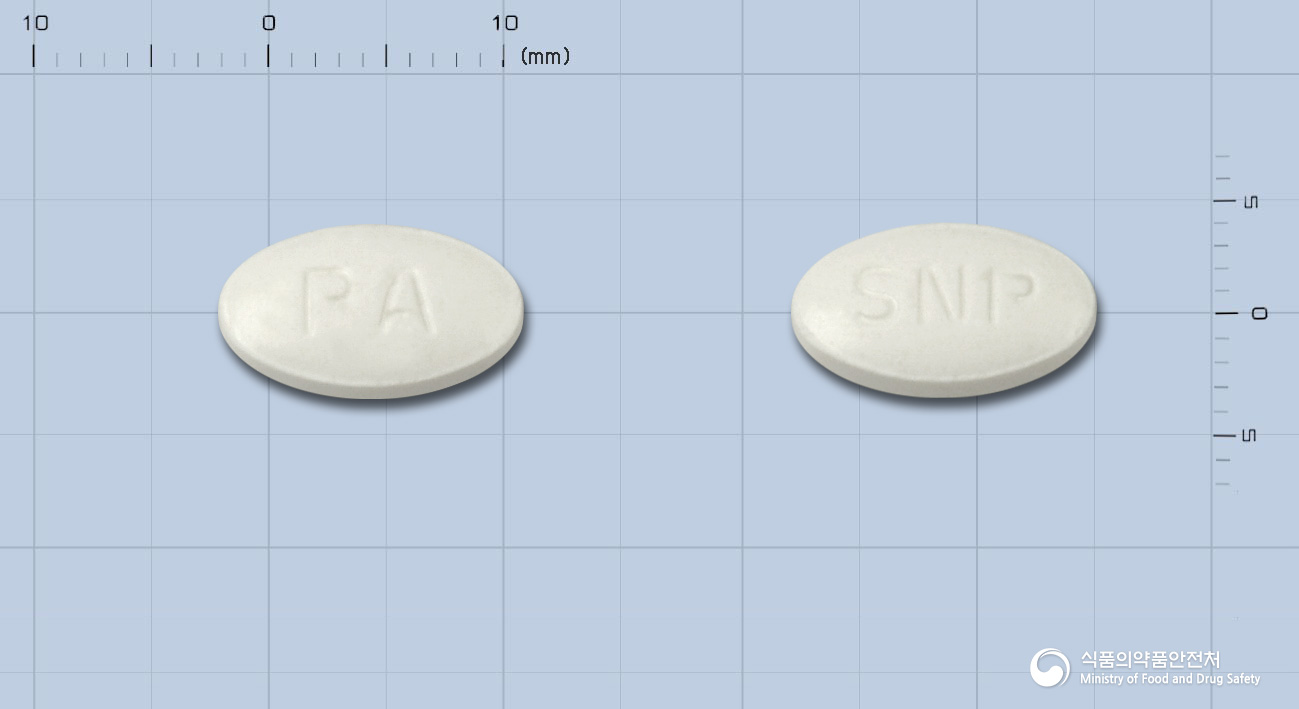 10 0 10
(mm)
PA
SNP
5
0
5
식품의약품안전처
Ministry of Food and Drug Safety